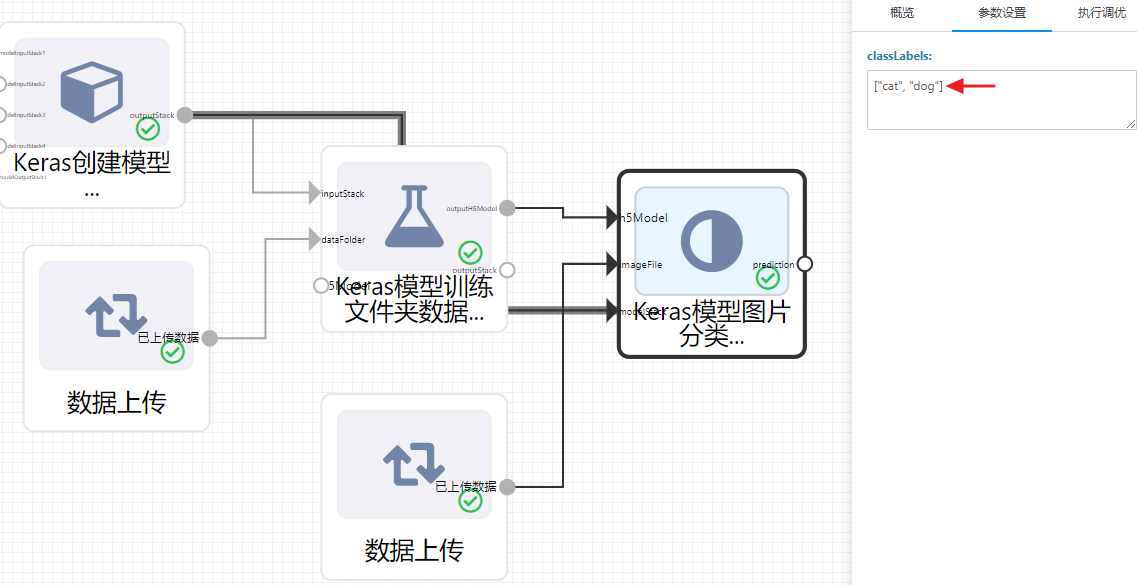 概览
参数设置
执行调优
classLabels:
["cat", "dog"]
modelInputStack1
delInputStack2
delInputStack3
delInputStack4
modelOutputStack1
outputStack
Keras创建模型
...
inputStack
dataFolder
5Model
outputH5Model
outputStack
Keras模型训练
文件夹数据...
h5Model
imageFile
modelStack
prediction
Keras模型图片
分类...
已上传数据
数据上传
已上传数据
数据上传